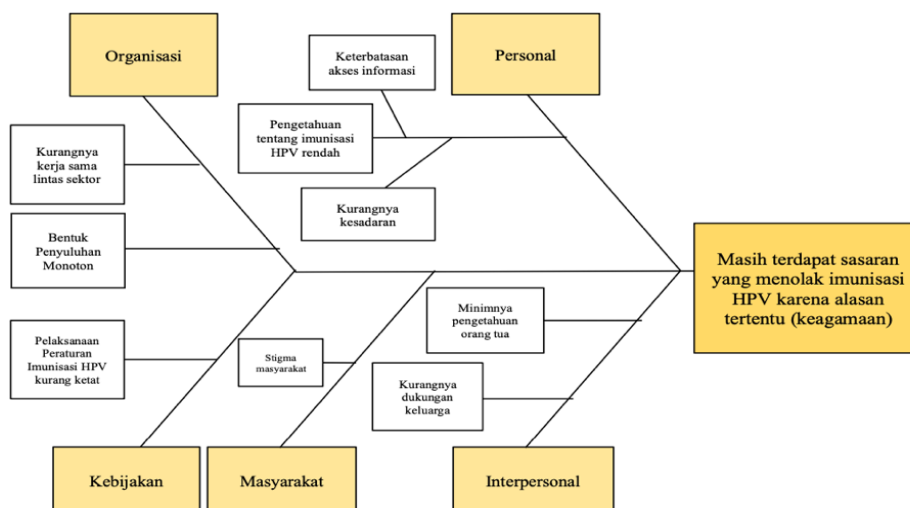 Organisasi
Keterbatasan
akses informasi
Personal
Kurangnya
kerja sama
lintas sektor
Pengetahuan
tentang imunisasi
HPV rendah
Kurangnya
kesadaran
Bentuk
Penyuluhan
Monoton
Masih terdapat sasaran
yang menolak imunisasi
HPV karena alasan
tertentu (keagamaan)
Pelaksanaan
Peraturan
Imunisasi HPV
kurang ketat
Stigma
masyarakat
Minimnya
pengetahuan
orang tua
Kurangnya
dukungan
keluarga
Kebijakan
Masyarakat
Interpersonal